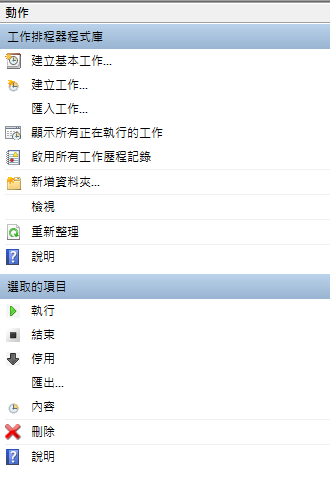 動作
工作排程器程式庫
建立基本工作...
建立工作...
匯入工作...
顯示所有正在執行的工作
啟用所有工作歷程記錄
新增資料夾...
檢視
重新整理
說明
選取的項目
執行
結束
停用
匯出...
內容
刪除
說明